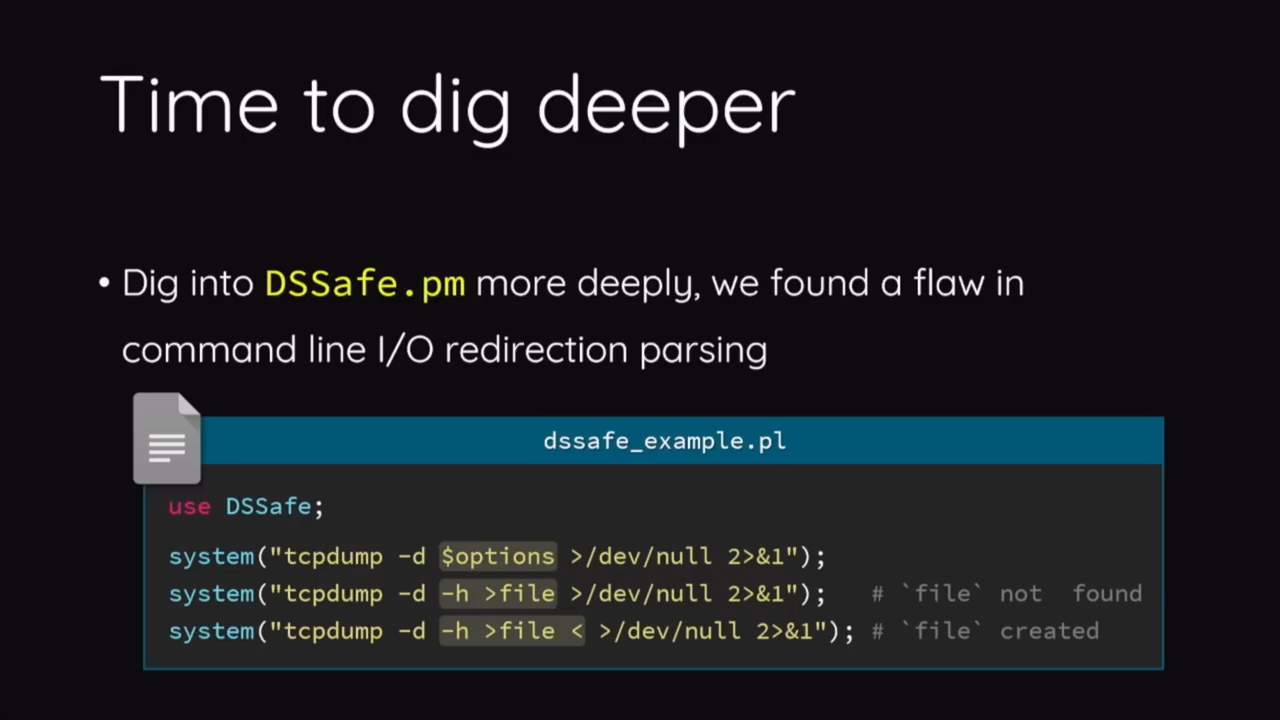 Time to dig deeper
• Dig into DSSafe.pm more deeply, we found a flaw in
command line I/O redirection parsing
dssafe_example.pl
use DSSafe;
system("tcpdump -d $options >/dev/null 2>&1");
system("tcpdump -d -h >file >/dev/null 2>&1"); # `file` not found
system("tcpdump -d -h >file < >/dev/null 2>&1"); # `file` created